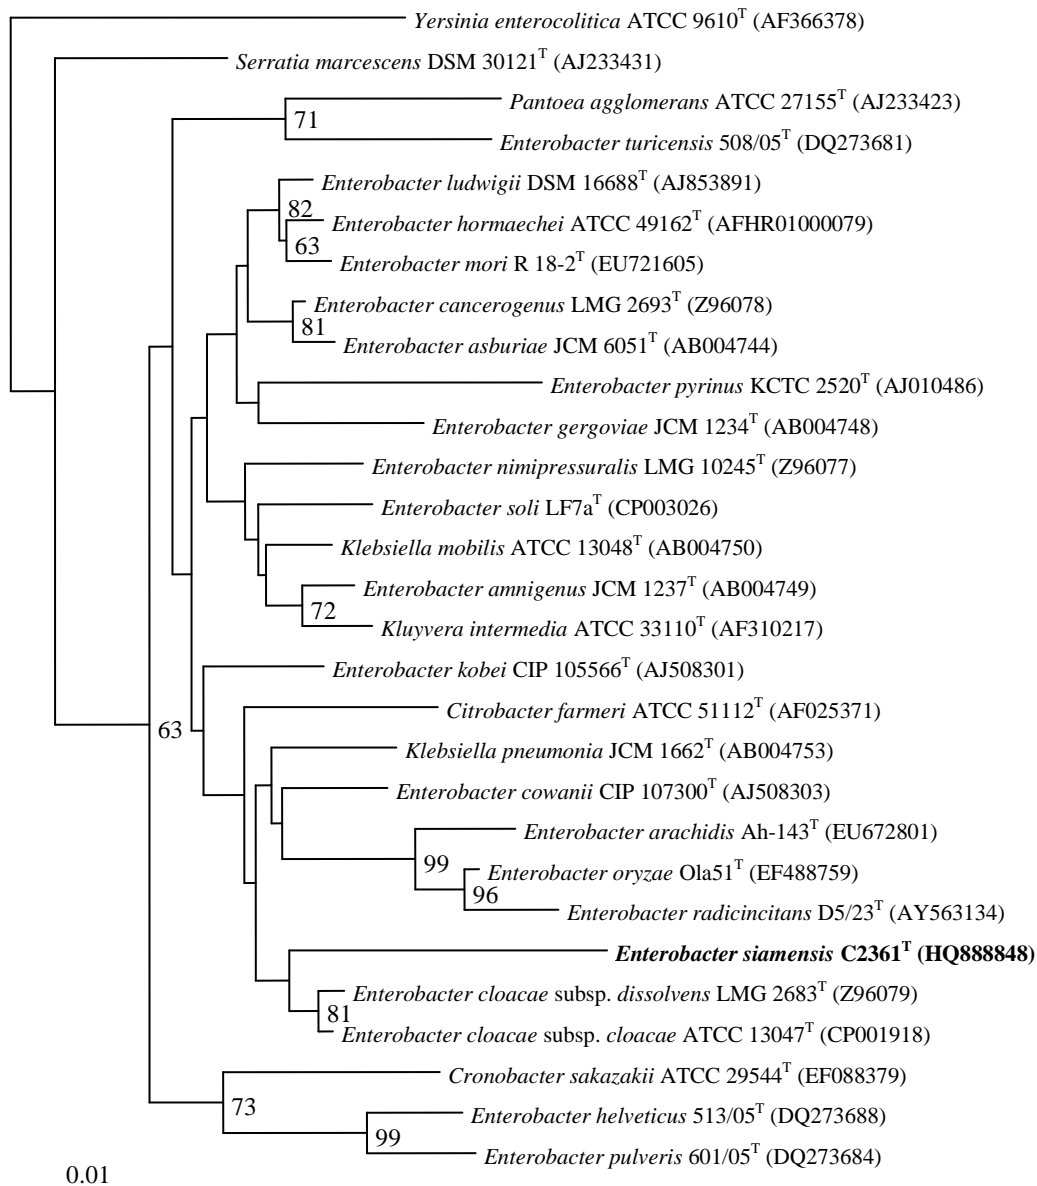 Yersinia enterocolitica ATCC 9610T (AF366378)
Serratia marcescens DSM 30121T (AJ233431)
Pantoea agglomerans ATCC 27155T (AJ233423)
71
Enterobacter turicensis 508/05T (DQ273681)
Enterobacter ludwigii DSM 16688T (AJ853891)
82
Enterobacter hormaechei ATCC 49162T (AFHR01000079)
63
Enterobacter mori R 18-2T (EU721605)
Enterobacter cancerogenus LMG 2693T (Z96078)
81
Enterobacter asburiae JCM 6051T (AB004744)
Enterobacter pyrinus KCTC 2520T (AJ010486)
Enterobacter gergoviae JCM 1234T (AB004748)
Enterobacter nimipressuralis LMG 10245T (Z96077)
Enterobacter soli LF7aT (CP003026)
Klebsiella mobilis ATCC 13048T (AB004750)
Enterobacter amnigenus JCM 1237T (AB004749)
72
Kluyvera intermedia ATCC 33110T (AF310217)
Enterobacter kobei CIP 105566T (AJ508301)
Citrobacter farmeri ATCC 51112T (AF025371)
63
Klebsiella pneumonia JCM 1662T (AB004753)
Enterobacter cowanii CIP 107300T (AJ508303)
Enterobacter arachidis Ah-143T (EU672801)
99
Enterobacter oryzae Ola51T (EF488759)
96
Enterobacter radicincitans D5/23T (AY563134)
Enterobacter siamensis C2361T (HQ888848)
Enterobacter cloacae subsp. dissolvens LMG 2683T (Z96079)
81
Enterobacter cloacae subsp. cloacae ATCC 13047T (CP001918)
Cronobacter sakazakii ATCC 29544T (EF088379)
73
Enterobacter helveticus 513/05T (DQ273688)
99
Enterobacter pulveris 601/05T (DQ273684)
0.01